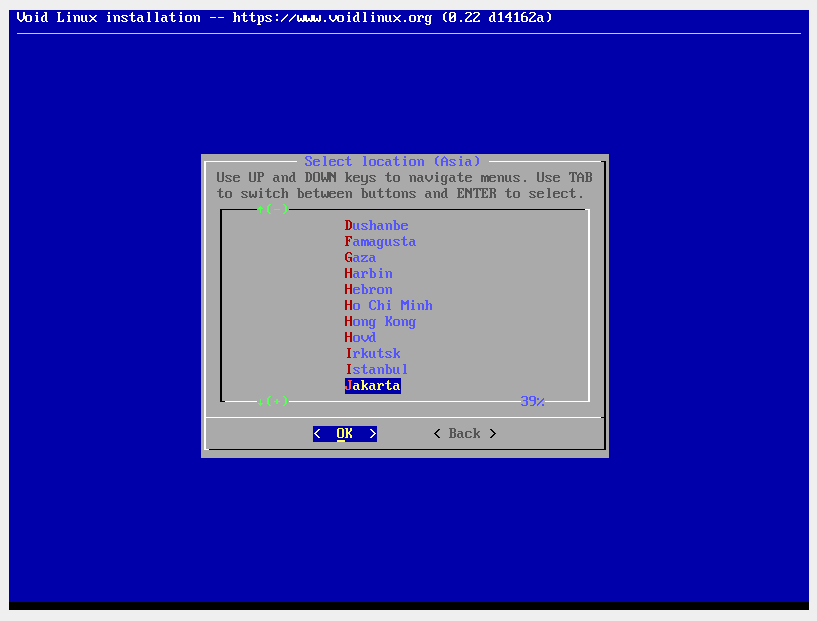 Void Linux installation -- https://www.voidlinux.org (0.22 d14162a)
Select location (Asia)
Use UP and DOWN keys to navigate menus. Use TAB
to switch between buttons and ENTER to select.
↑(-)
Dushanbe
Famagusta
Gaza
Harbin
Hebron
Ho Chi Minh
Hong Kong
Hovd
Irkutsk
Istanbul
Jakarta
↓(+) 39%
< OK > < Back >